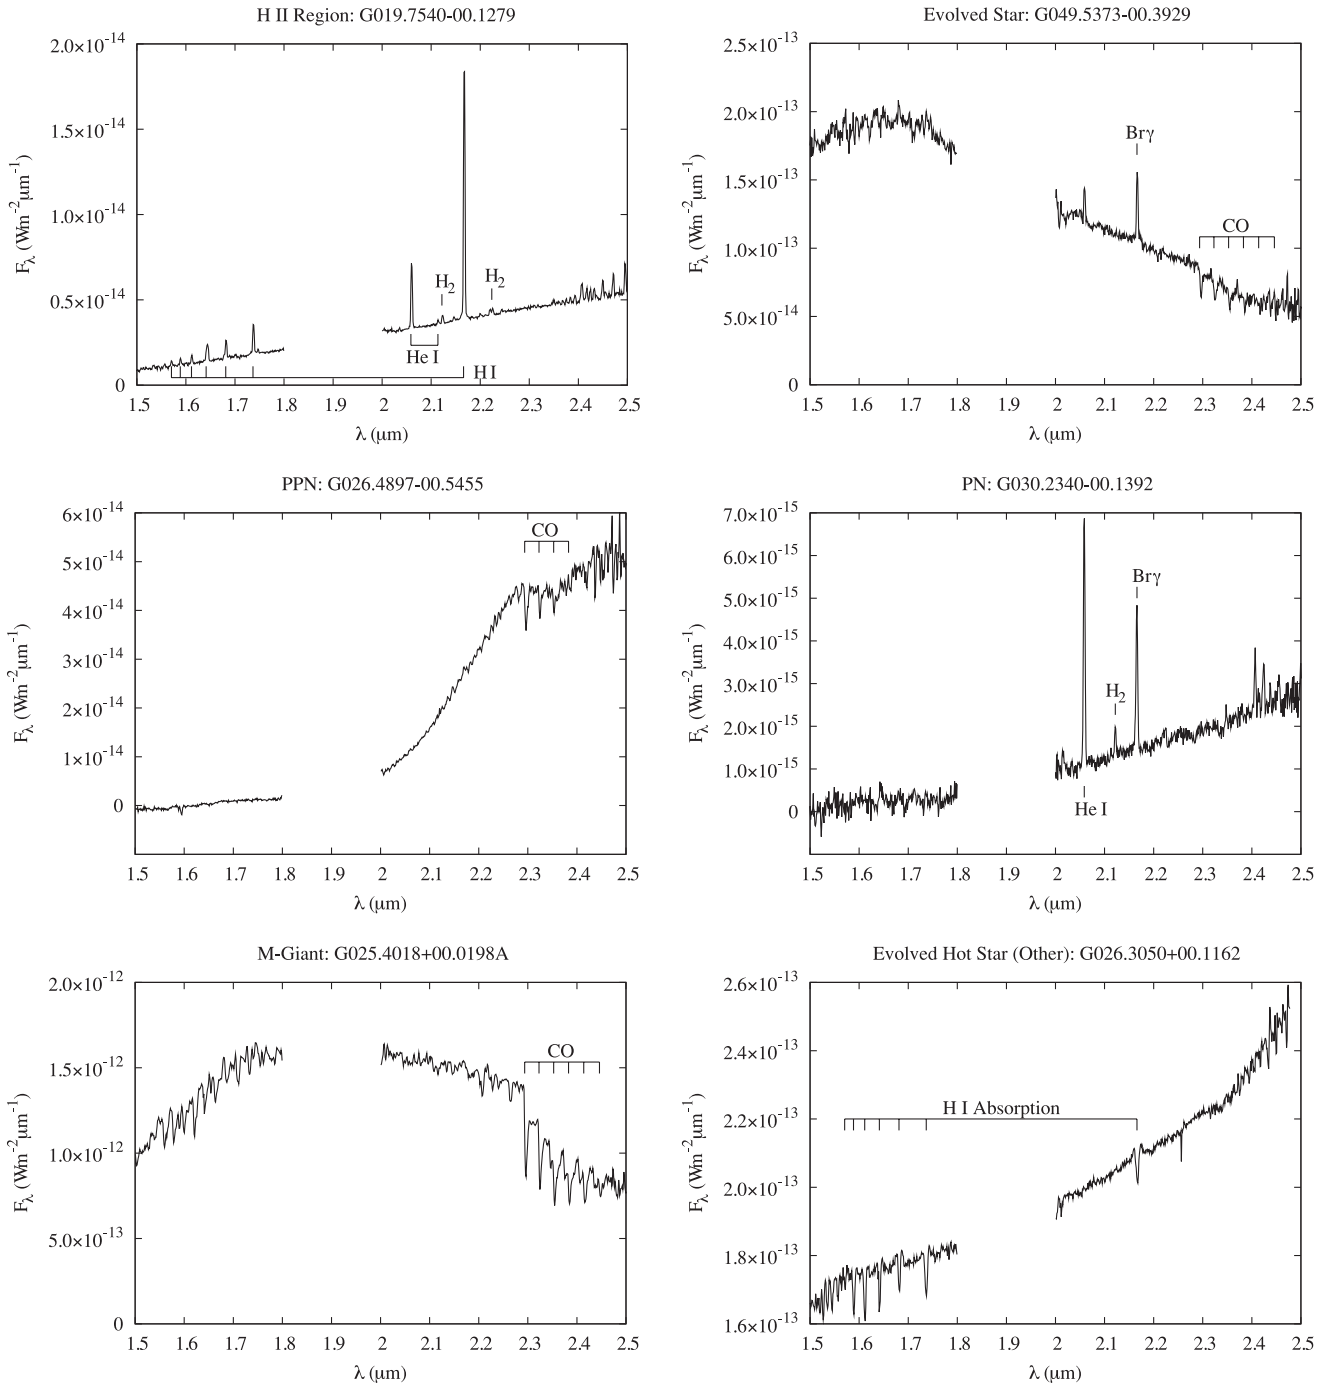 H II Region: G019.7540-00.1279
2.0×10⁻¹⁴
1.5×10⁻¹⁴
1.0×10⁻¹⁴
0.5×10⁻¹⁴
0
F_λ (Wm⁻²μm⁻¹)
H₂
H₂
He I
H I
1.5 1.6 1.7 1.8 2 2.1 2.2 2.3 2.4 2.5
λ (μm)
Evolved Star: G049.5373-00.3929
2.5×10⁻¹³
2.0×10⁻¹³
1.5×10⁻¹³
1.0×10⁻¹³
5.0×10⁻¹⁴
0
F_λ (Wm⁻²μm⁻¹)
Brγ
CO
1.5 1.6 1.7 1.8 2 2.1 2.2 2.3 2.4 2.5
λ (μm)
PPN: G026.4897-00.5455
6×10⁻¹⁴
5×10⁻¹⁴
4×10⁻¹⁴
3×10⁻¹⁴
2×10⁻¹⁴
1×10⁻¹⁴
0
F_λ (Wm⁻²μm⁻¹)
CO
1.5 1.6 1.7 1.8 2 2.1 2.2 2.3 2.4 2.5
λ (μm)
PN: G030.2340-00.1392
7.0×10⁻¹⁵
6.0×10⁻¹⁵
5.0×10⁻¹⁵
4.0×10⁻¹⁵
3.0×10⁻¹⁵
2.0×10⁻¹⁵
1.0×10⁻¹⁵
0
F_λ (Wm⁻²μm⁻¹)
Brγ
H₂
He I
1.5 1.6 1.7 1.8 2 2.1 2.2 2.3 2.4 2.5
λ (μm)
M-Giant: G025.4018+00.0198A
2.0×10⁻¹²
1.5×10⁻¹²
1.0×10⁻¹²
5.0×10⁻¹³
0
F_λ (Wm⁻²μm⁻¹)
CO
1.5 1.6 1.7 1.8 2 2.1 2.2 2.3 2.4 2.5
λ (μm)
Evolved Hot Star (Other): G026.3050+00.1162
2.6×10⁻¹³
2.4×10⁻¹³
2.2×10⁻¹³
2.0×10⁻¹³
1.8×10⁻¹³
1.6×10⁻¹³
F_λ (Wm⁻²μm⁻¹)
H I Absorption
1.5 1.6 1.7 1.8 2 2.1 2.2 2.3 2.4 2.5
λ (μm)